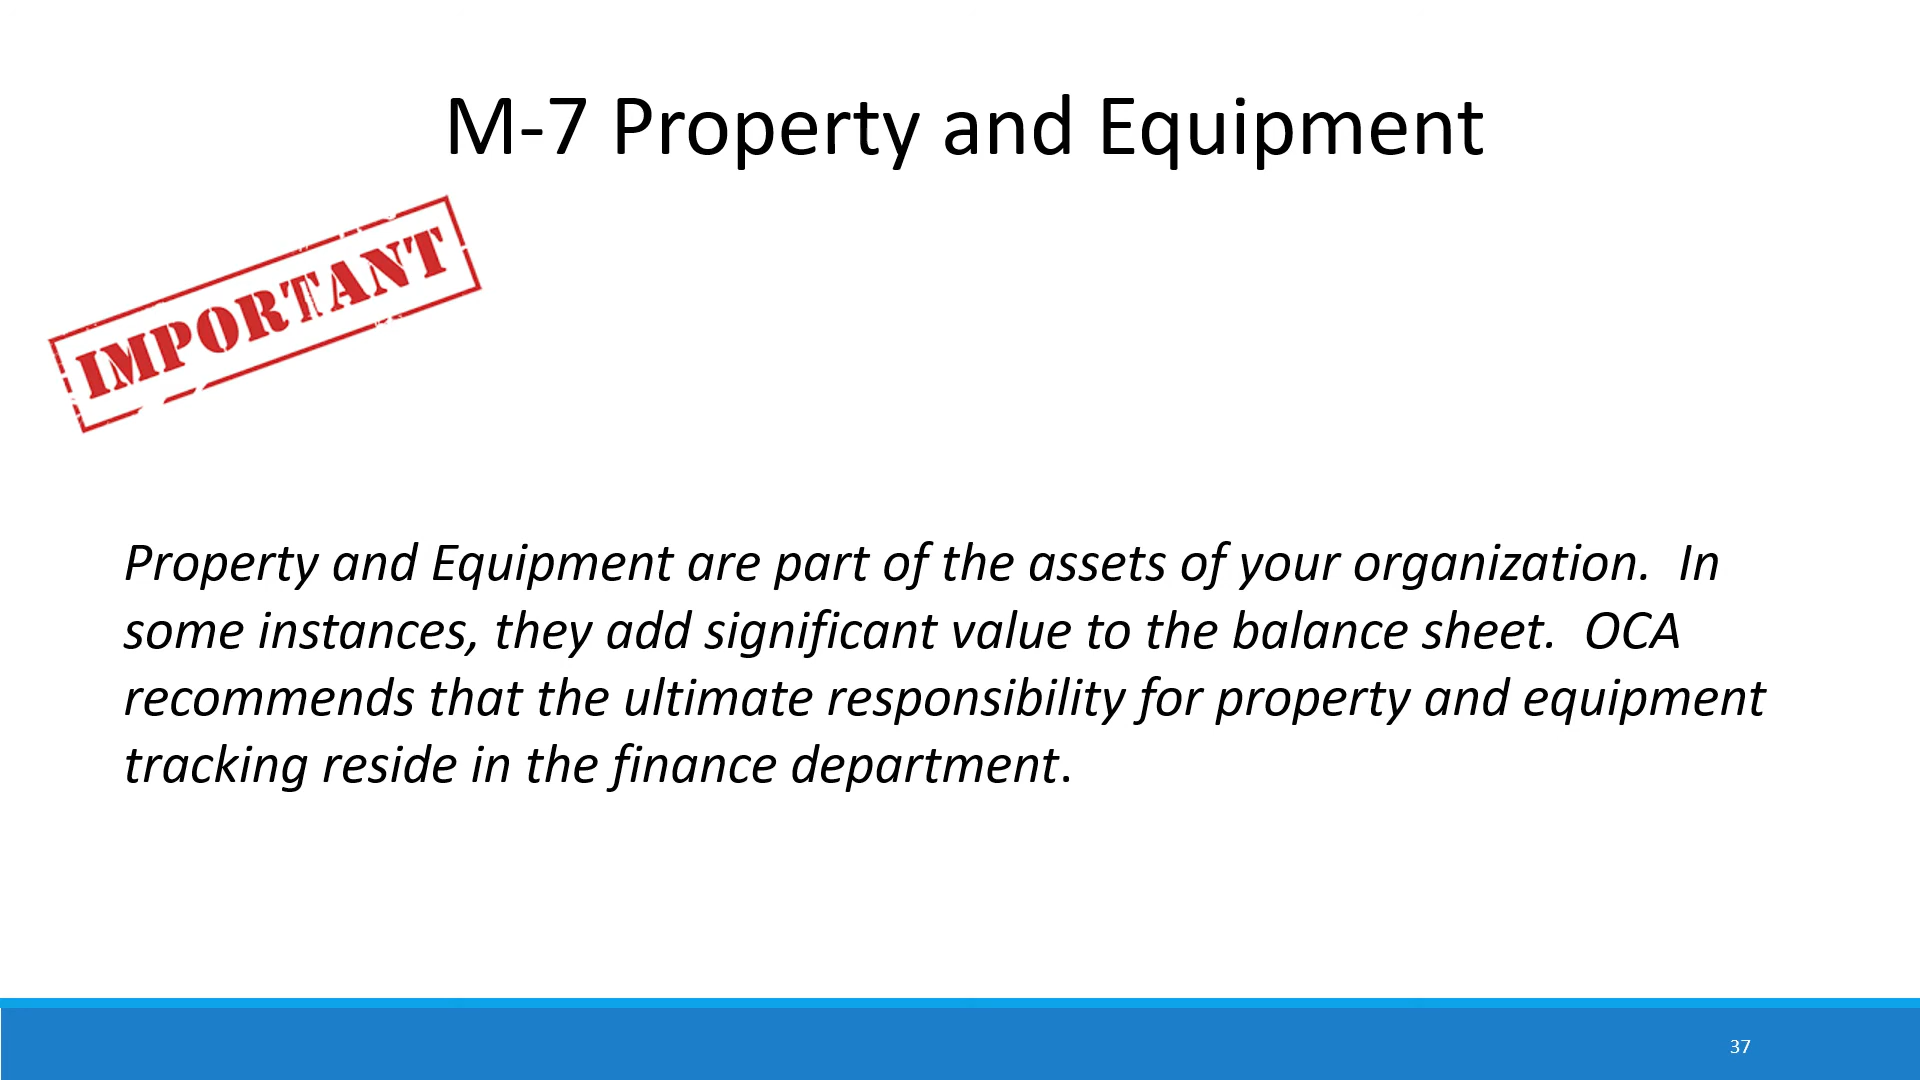 M-7 Property and Equipment
IMPORTANT
Property and Equipment are part of the assets of your organization.  In
some instances, they add significant value to the balance sheet.  OCA
recommends that the ultimate responsibility for property and equipment
tracking reside in the finance department.
37